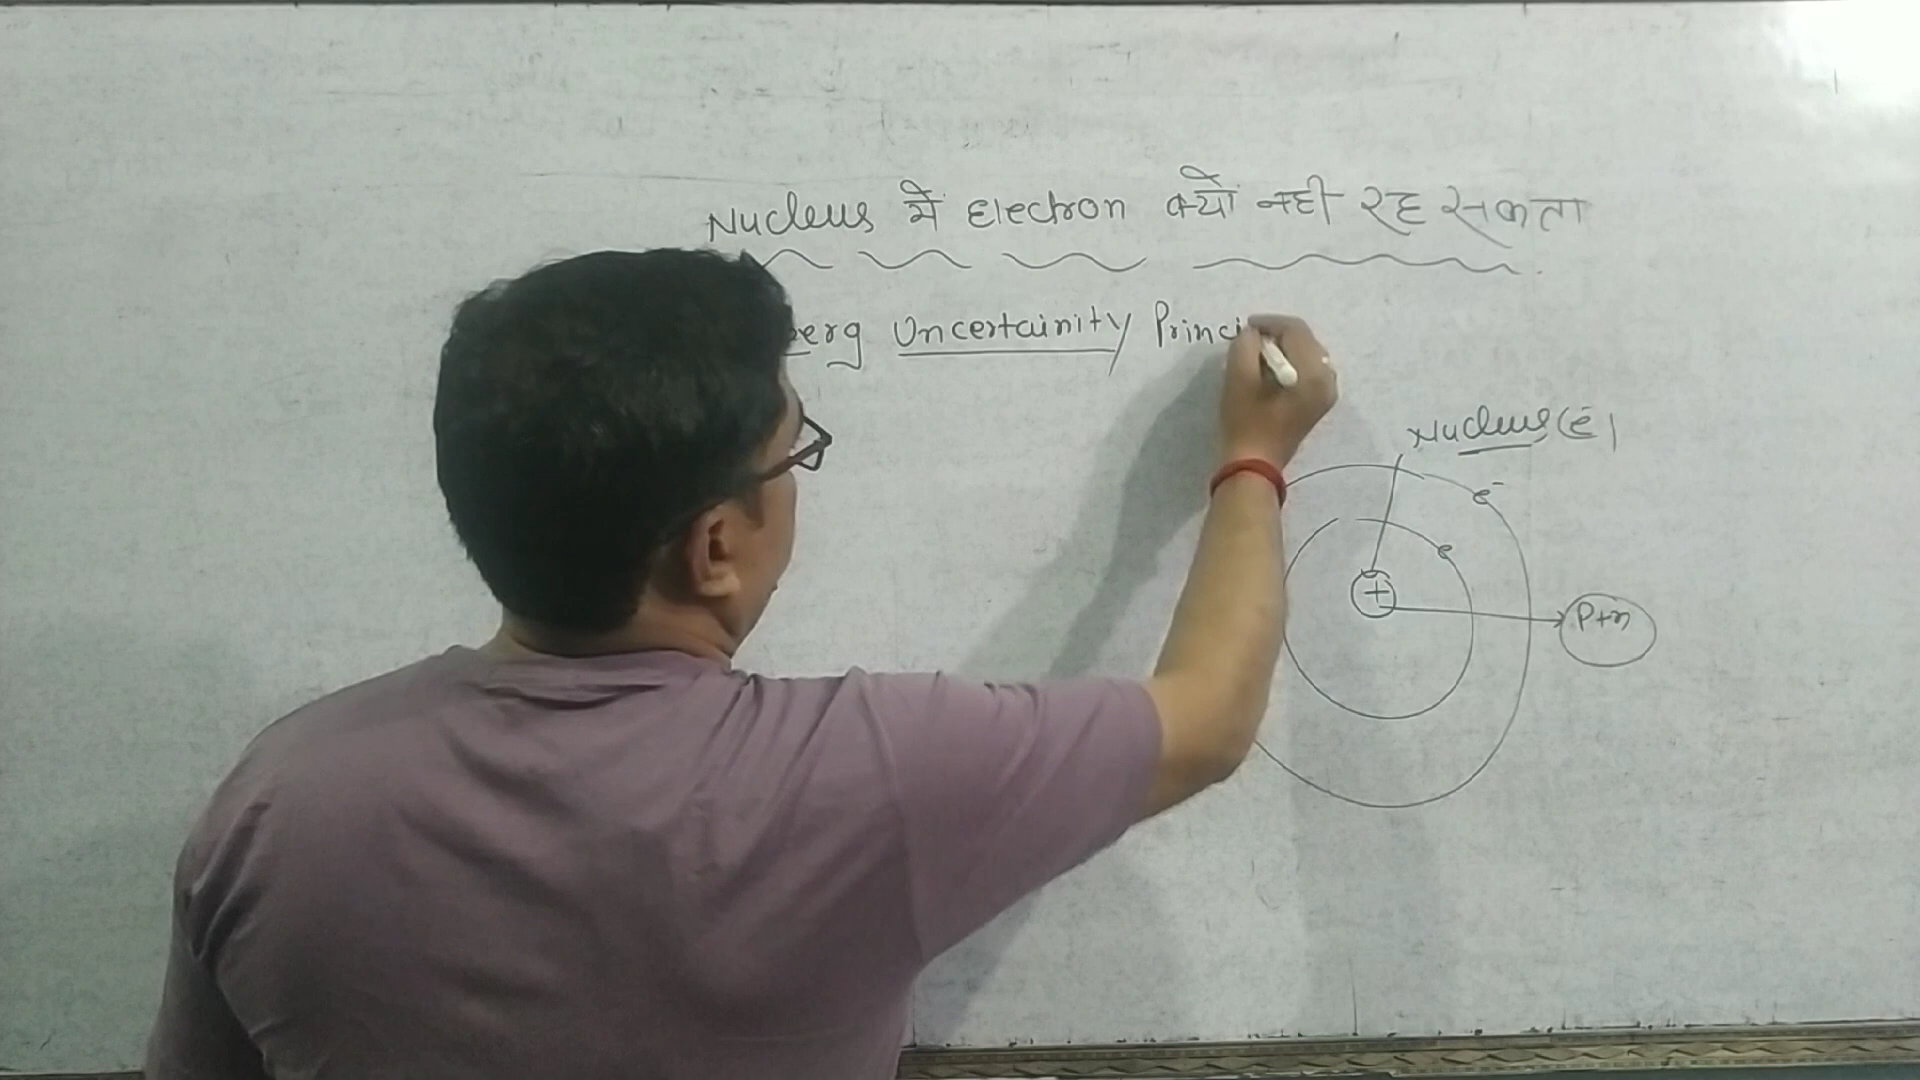 Nucleus में Electron क्यों नही रह सकता
erg Uncertainity Princi
Nucleus (e⁻)
e⁻
e
+
P+n